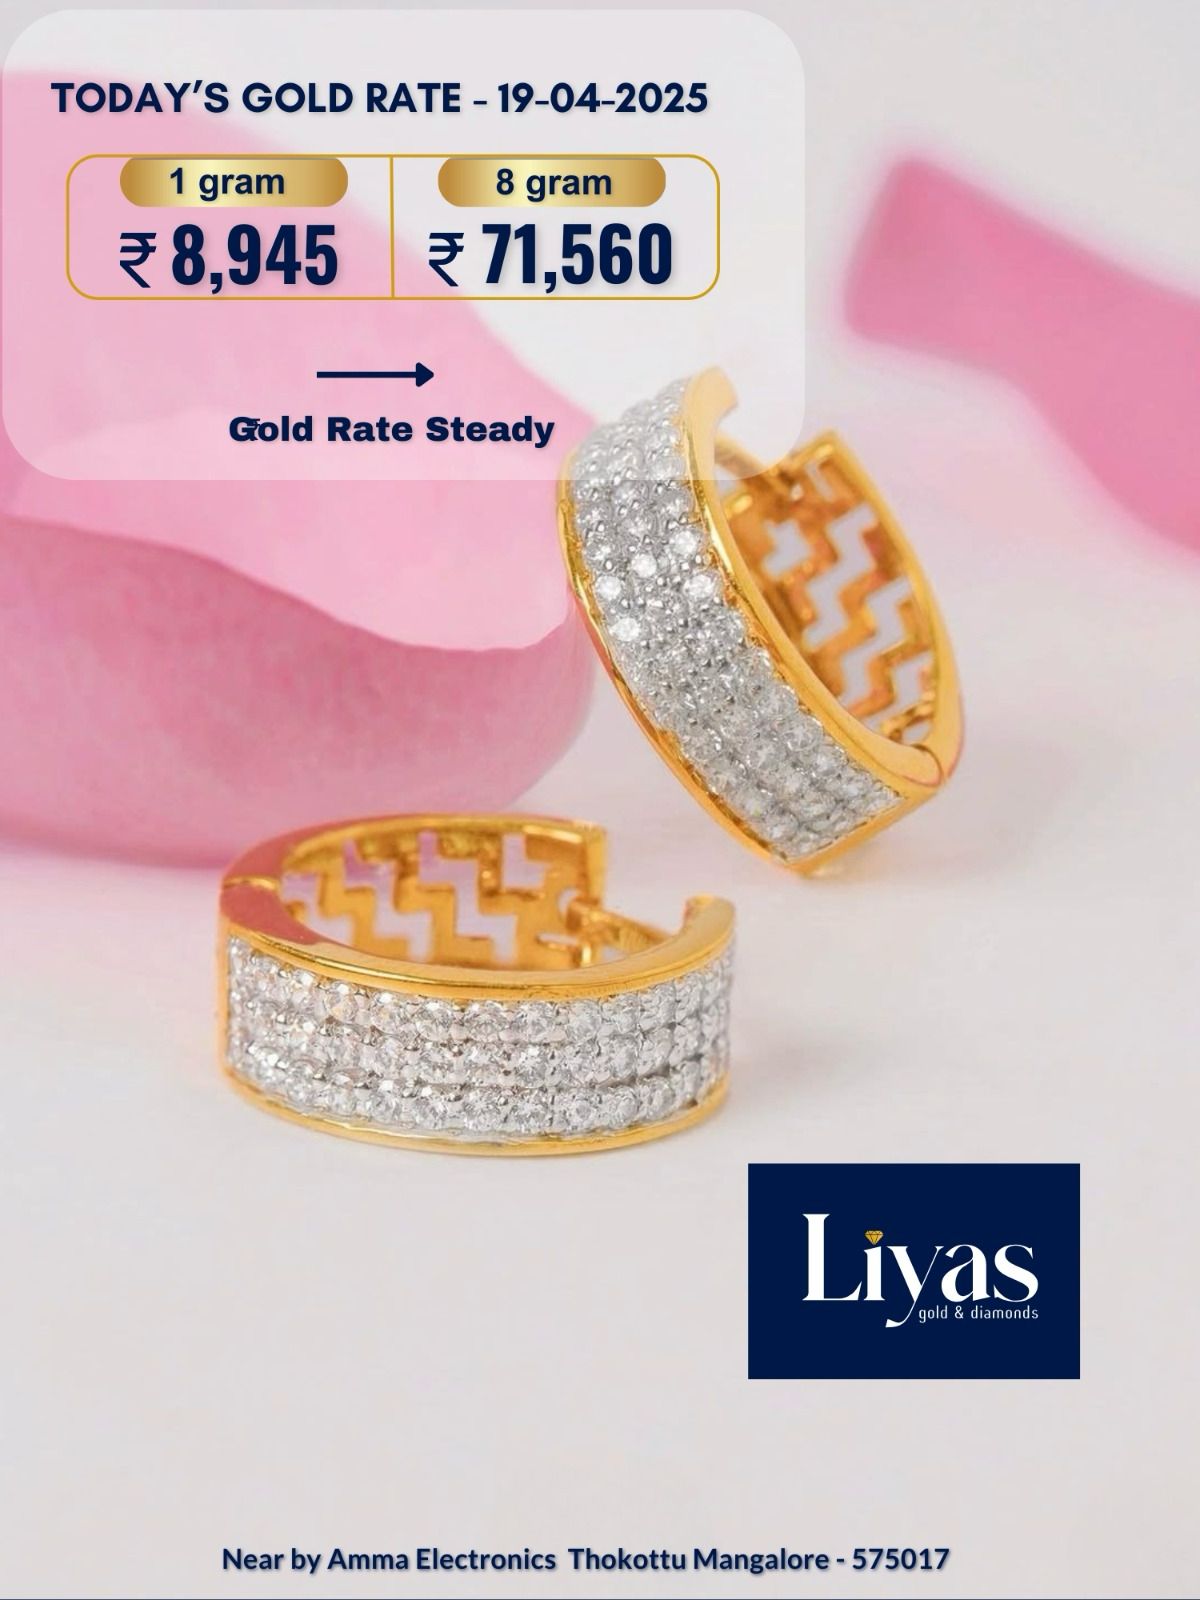 TODAY'S GOLD RATE - 19-04-2025
1 gram
₹ 8,945
8 gram
₹ 71,560
Gold Rate Steady
Liyas
gold & diamonds
Near by Amma Electronics Thokottu Mangalore - 575017